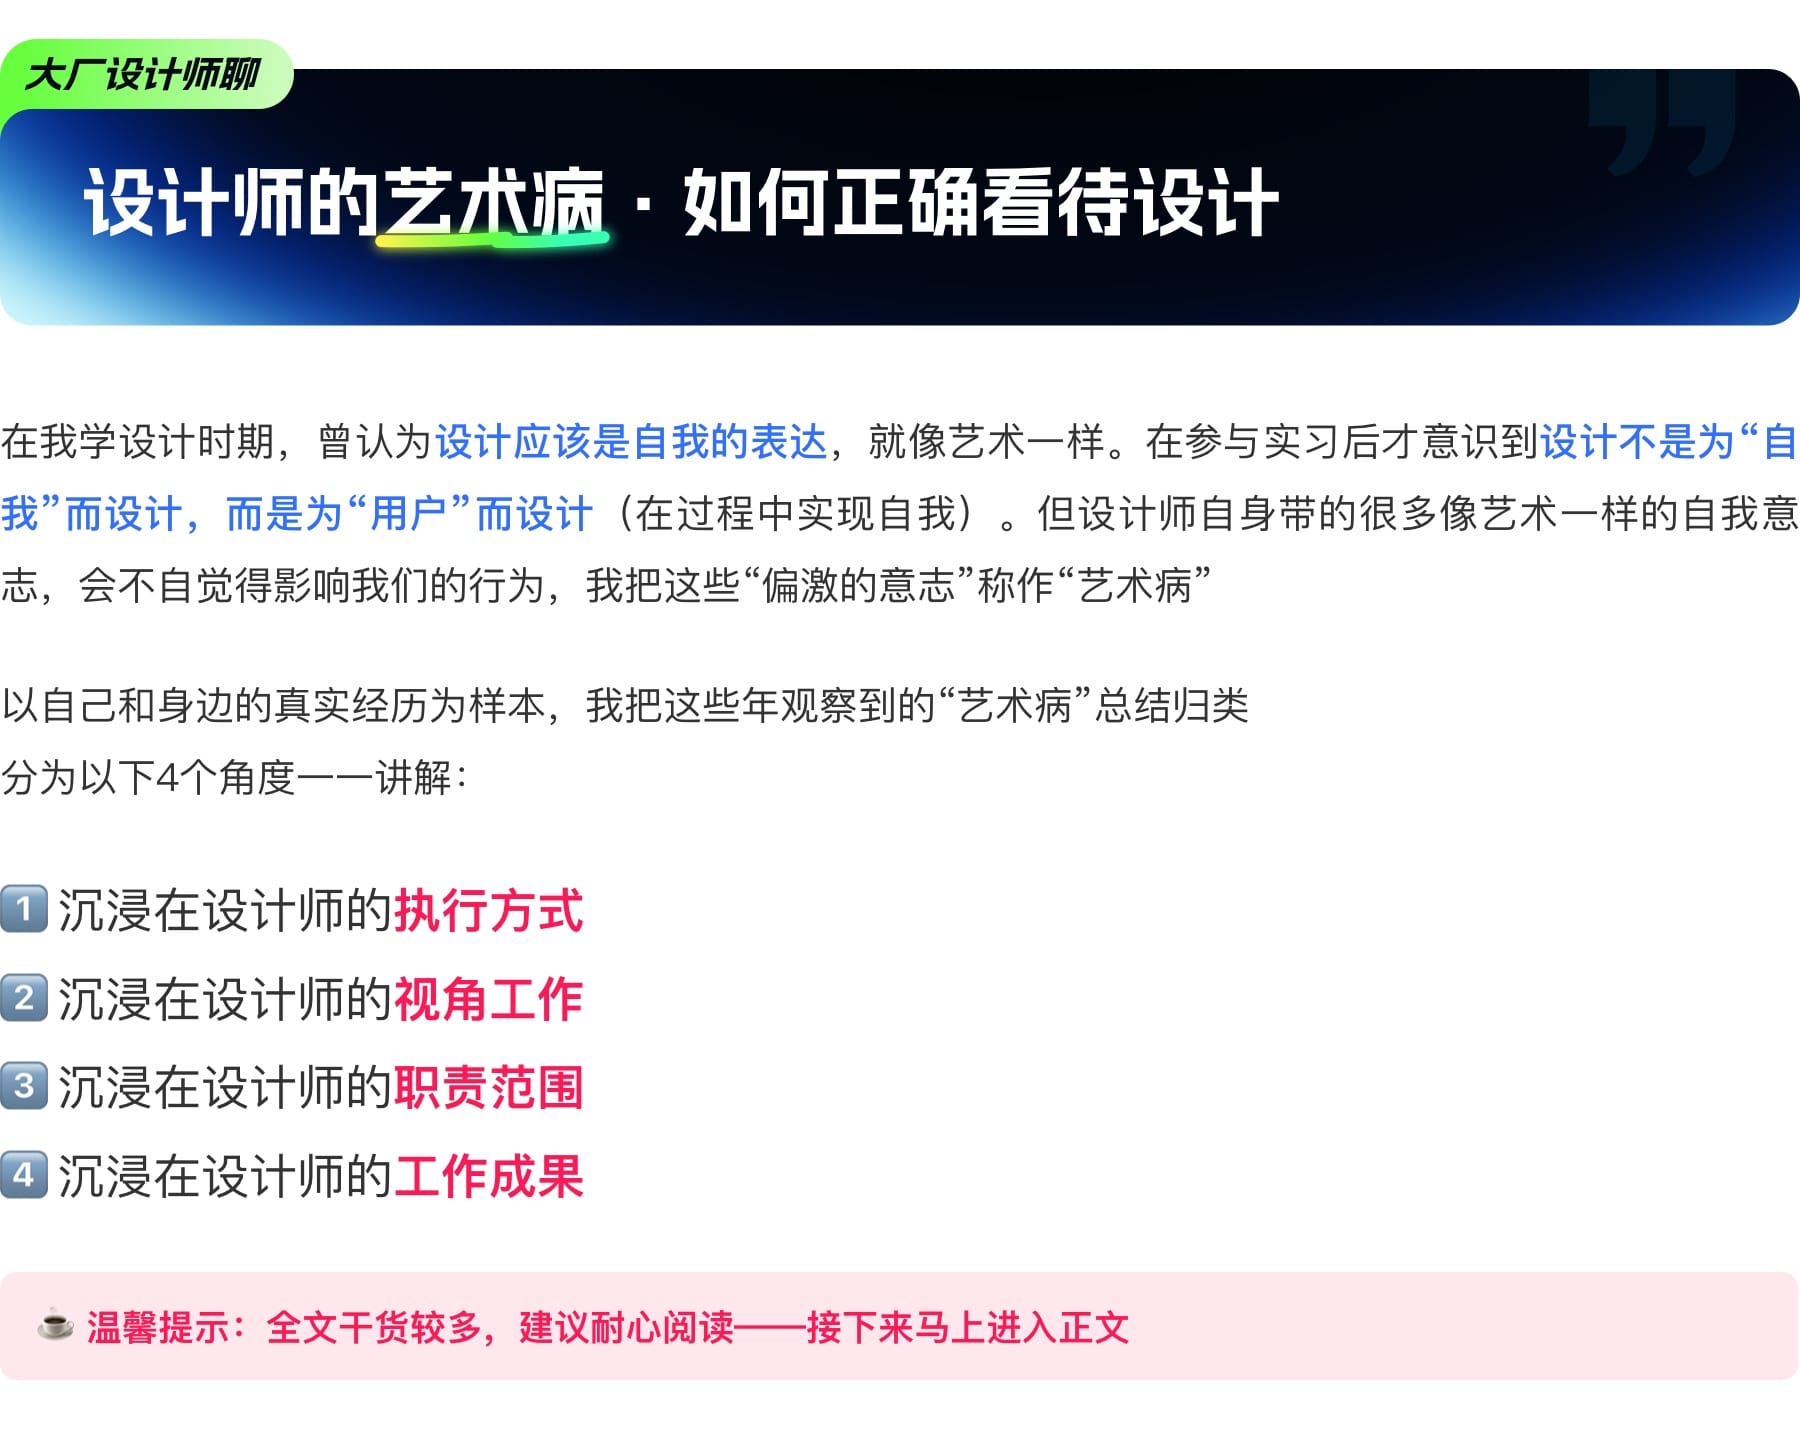 大厂设计师聊
设计师的艺术病 · 如何正确看待设计
在我学设计时期，曾认为设计应该是自我的表达，就像艺术一样。在参与实习后才意识到设计不是为“自
我”而设计，而是为“用户”而设计（在过程中实现自我）。但设计师自身带的很多像艺术一样的自我意
志，会不自觉得影响我们的行为，我把这些“偏激的意志”称作“艺术病”
以自己和身边的真实经历为样本，我把这些年观察到的“艺术病”总结归类
分为以下4个角度一一讲解：
1 沉浸在设计师的执行方式
2 沉浸在设计师的视角工作
3 沉浸在设计师的职责范围
4 沉浸在设计师的工作成果
温馨提示：全文干货较多，建议耐心阅读——接下来马上进入正文